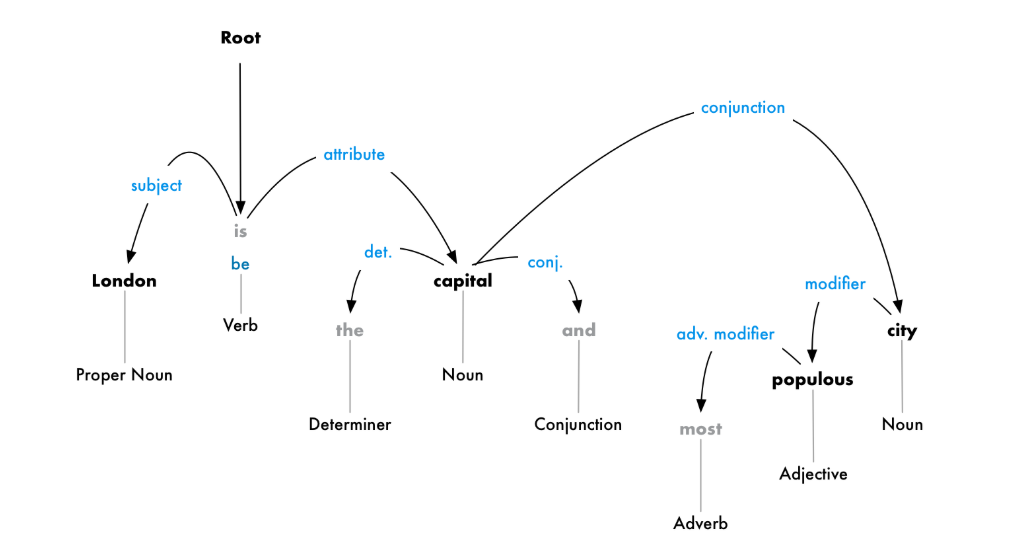 Root
conjunction
attribute
subject
is
det.
conj.
be
London
capital
modifier
Verb
the
and
adv. modifier
city
Proper Noun
Noun
populous
Determiner
Conjunction
most
Noun
Adjective
Adverb